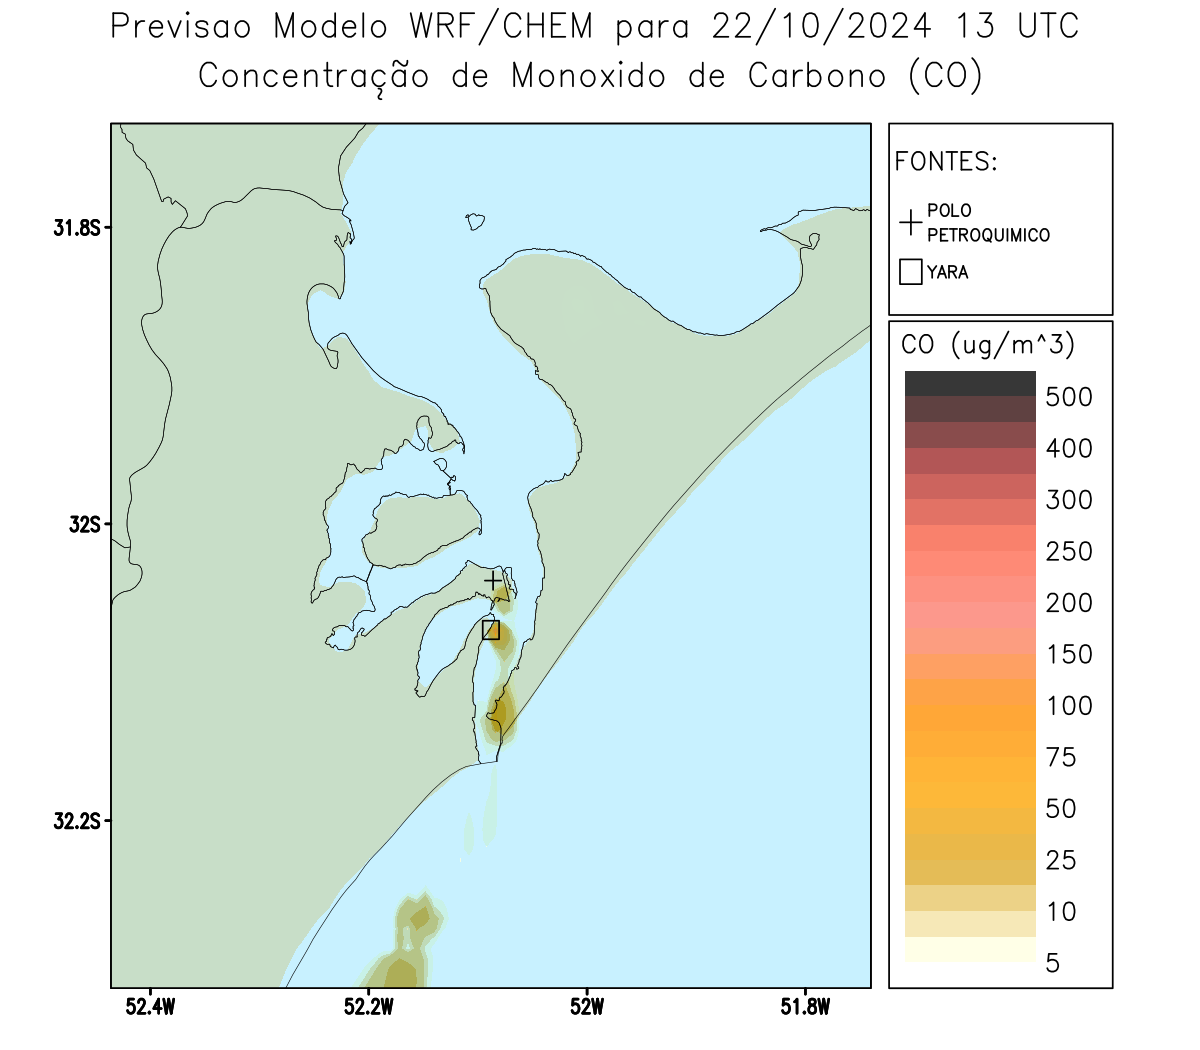 Previsao Modelo WRF/CHEM para 22/10/2024 13 UTC
Concentração de Monoxido de Carbono (CO)
FONTES:
POLO
PETROQUIMICO
YARA
CO (ug/m^3)
500
400
300
250
200
150
100
75
50
25
10
5
31.8S
32S
32.2S
52.4W
52.2W
52W
51.8W